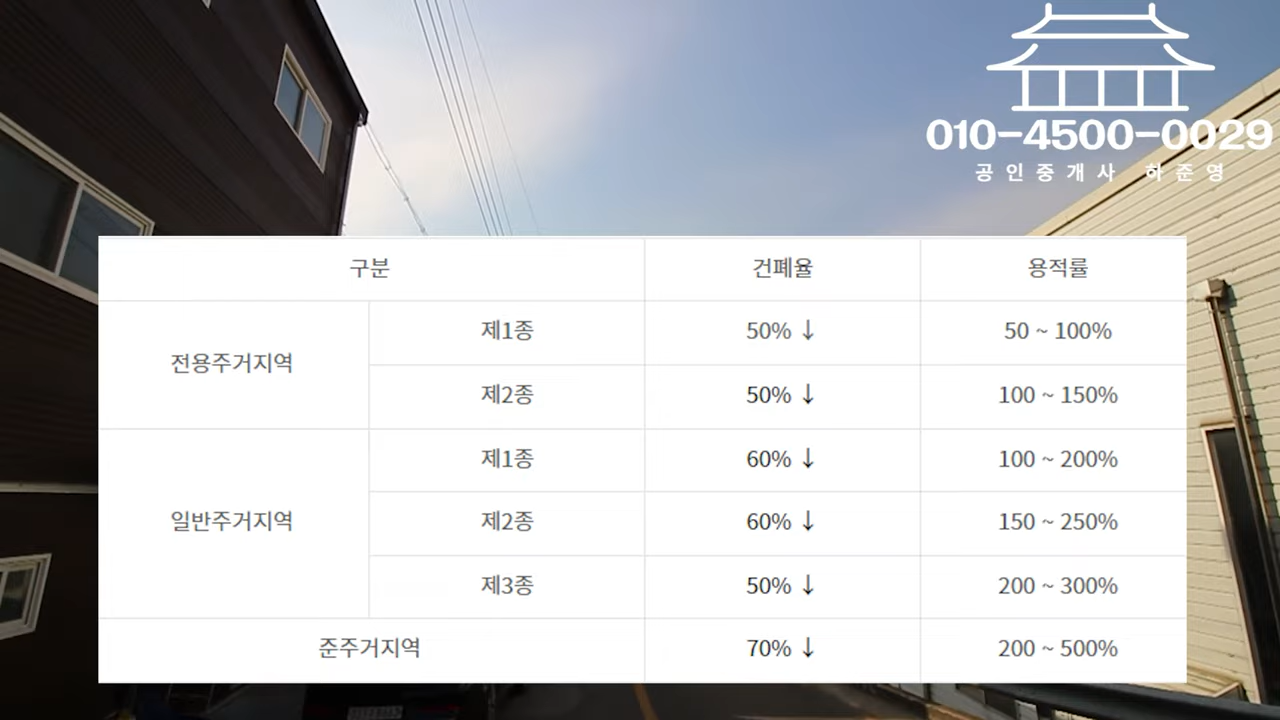 010-4500-0029
공인중개사 하준영
구분 건폐율 용적률
전용주거지역 제1종 50% ↓ 50 ~ 100%
제2종 50% ↓ 100 ~ 150%
일반주거지역 제1종 60% ↓ 100 ~ 200%
제2종 60% ↓ 150 ~ 250%
제3종 50% ↓ 200 ~ 300%
준주거지역 70% ↓ 200 ~ 500%